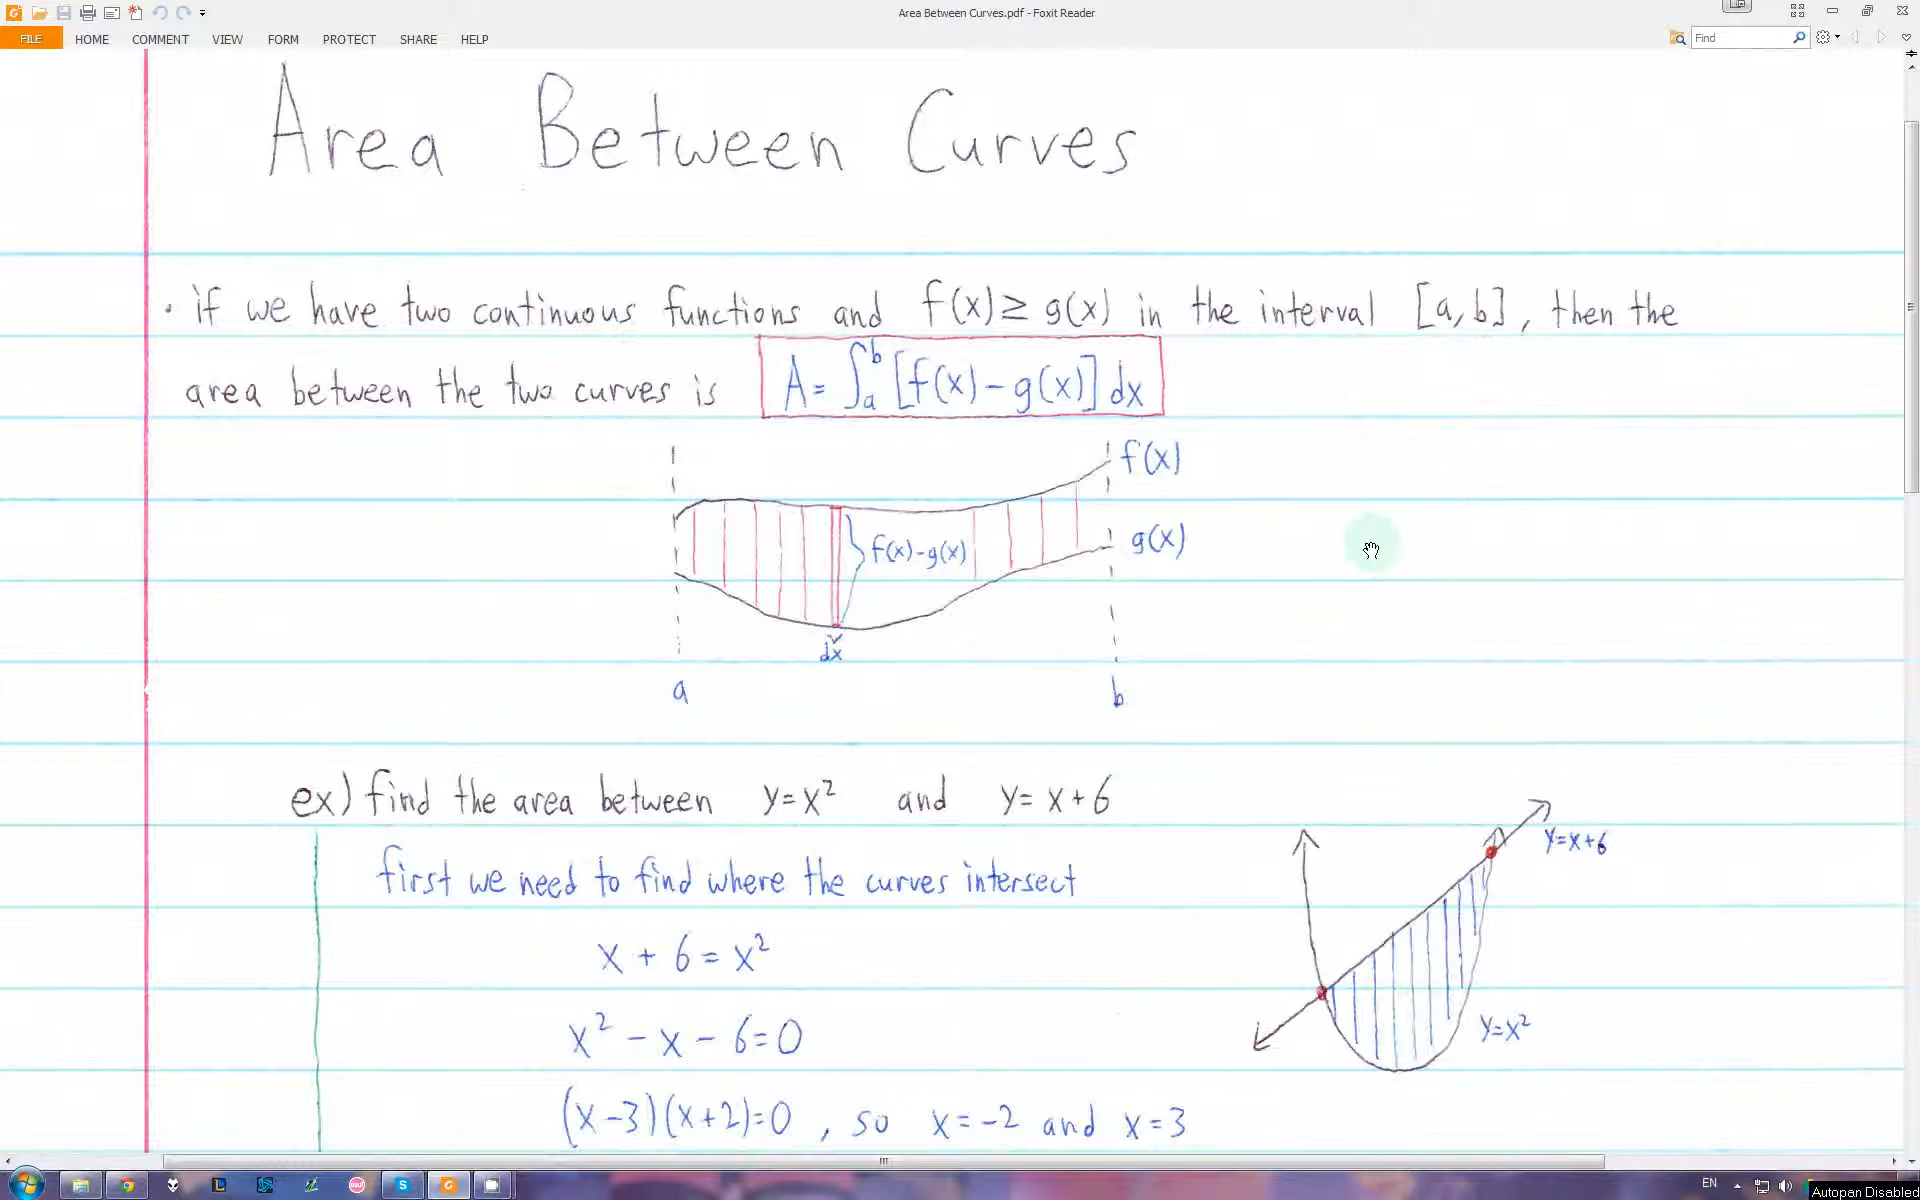 Area Between Curves.pdf - Foxit Reader
FILE HOME COMMENT VIEW FORM PROTECT SHARE HELP
Find
Area Between Curves
· if we have two continuous functions and f(x) ≥ g(x) in the interval [a,b], then the
area between the two curves is A = ∫ₐᵇ [f(x) - g(x)] dx
f(x)
g(x)
f(x)-g(x)
dx
a b
ex) find the area between y=x² and y= x+6
y=x+6
first we need to find where the curves intersect
x + 6 = x²
y=x²
x² - x - 6=0
(x-3)(x+2)=0 , so x=-2 and x=3
EN
Autopan Disabled